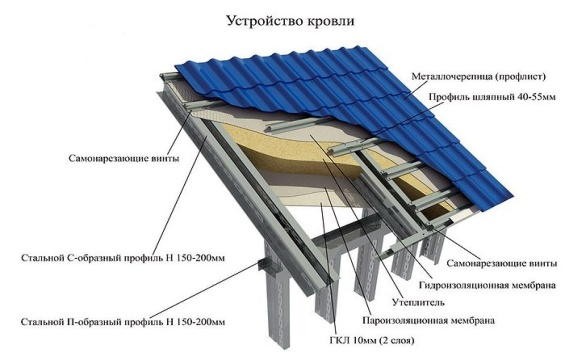 Устройство кровли
Металлочерепица (профлист)
Профиль шляпный 40-55мм
Самонарезающие винты
Стальной С-образный профиль Н 150-200мм
Самонарезающие винты
Гидроизоляционная мембрана
Утеплитель
Стальной П-образный профиль Н 150-200мм
Пароизоляционная мембрана
ГКЛ 10мм (2 слоя)